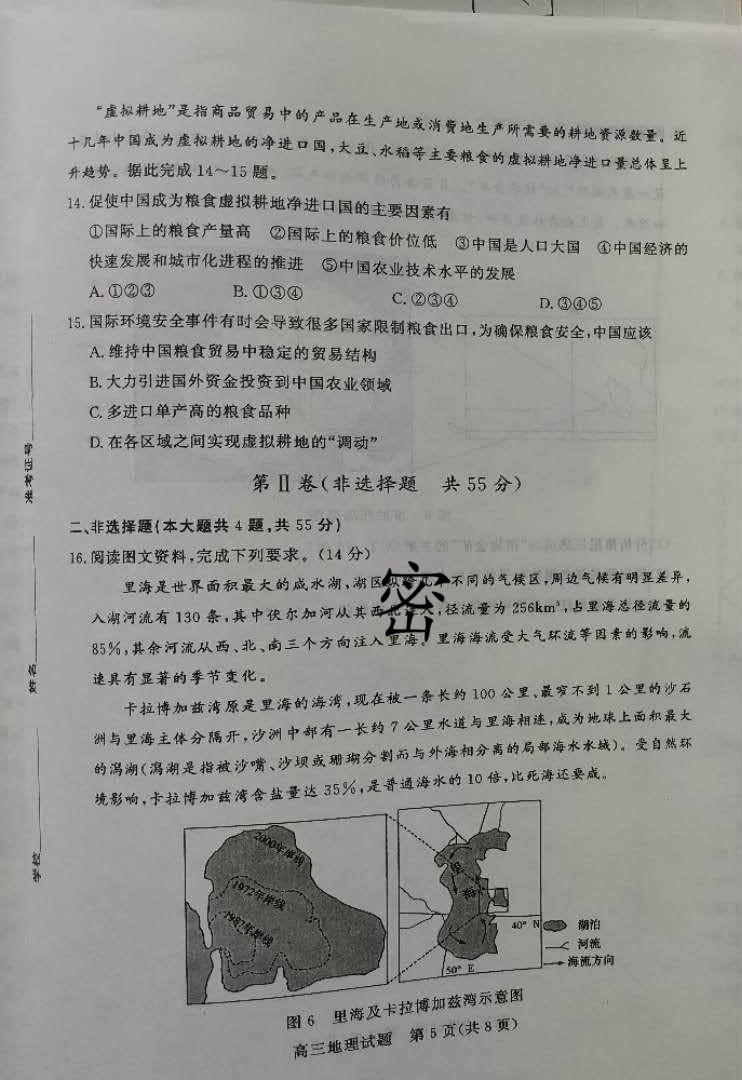 “虚拟耕地”是指商品贸易中的产品在生产地或消费地生产所需要的耕地资源数量。近
十几年中国成为虚拟耕地的净进口国,大豆、水稻等主要粮食的虚拟耕地净进口量总体呈上
升趋势。据此完成14～15题。
14.促使中国成为粮食虚拟耕地净进口国的主要因素有
①国际上的粮食产量高 ②国际上的粮食价位低 ③中国是人口大国 ④中国经济的
快速发展和城市化进程的推进 ⑤中国农业技术水平的发展
A.①②③ B.①③④ C.②③④ D.③④⑤
15.国际环境安全事件有时会导致很多国家限制粮食出口,为确保粮食安全,中国应该
A.维持中国粮食贸易中稳定的贸易结构
B.大力引进国外资金投资到中国农业领域
C.多进口单产高的粮食品种
D.在各区域之间实现虚拟耕地的“调动”
第Ⅱ卷(非选择题 共55分)
二、非选择题(本大题共4题,共55分)
16.阅读图文资料,完成下列要求。(14分)
里海是世界面积最大的咸水湖,湖区纵跨几个不同的气候区,周边气候有明显差异,
入湖河流有130条,其中伏尔加河从其西北注入,径流量为256km³,占里海总径流量的
85%,其余河流从西、北、南三个方向注入里海。里海海流受大气环流等因素的影响,流
速具有显著的季节变化。
卡拉博加兹湾原是里海的海湾,现在被一条长约100公里、最窄不到1公里的沙石
洲与里海主体分隔开,沙洲中部有一长约7公里水道与里海相连,成为地球上面积最大
的潟湖(潟湖是指被沙嘴、沙坝或珊瑚分割而与外海相分离的局部海水水域)。受自然环
境影响,卡拉博加兹湾含盐量达35%,是普通海水的10倍,比死海还要咸。
密
准考证号
姓名
学校
2000年岸线
1972年岸线
1987年岸线
里
海
40° N
50° E
湖泊
河流
海流方向
图6 里海及卡拉博加兹湾示意图
高三地理试题 第5页(共8页)